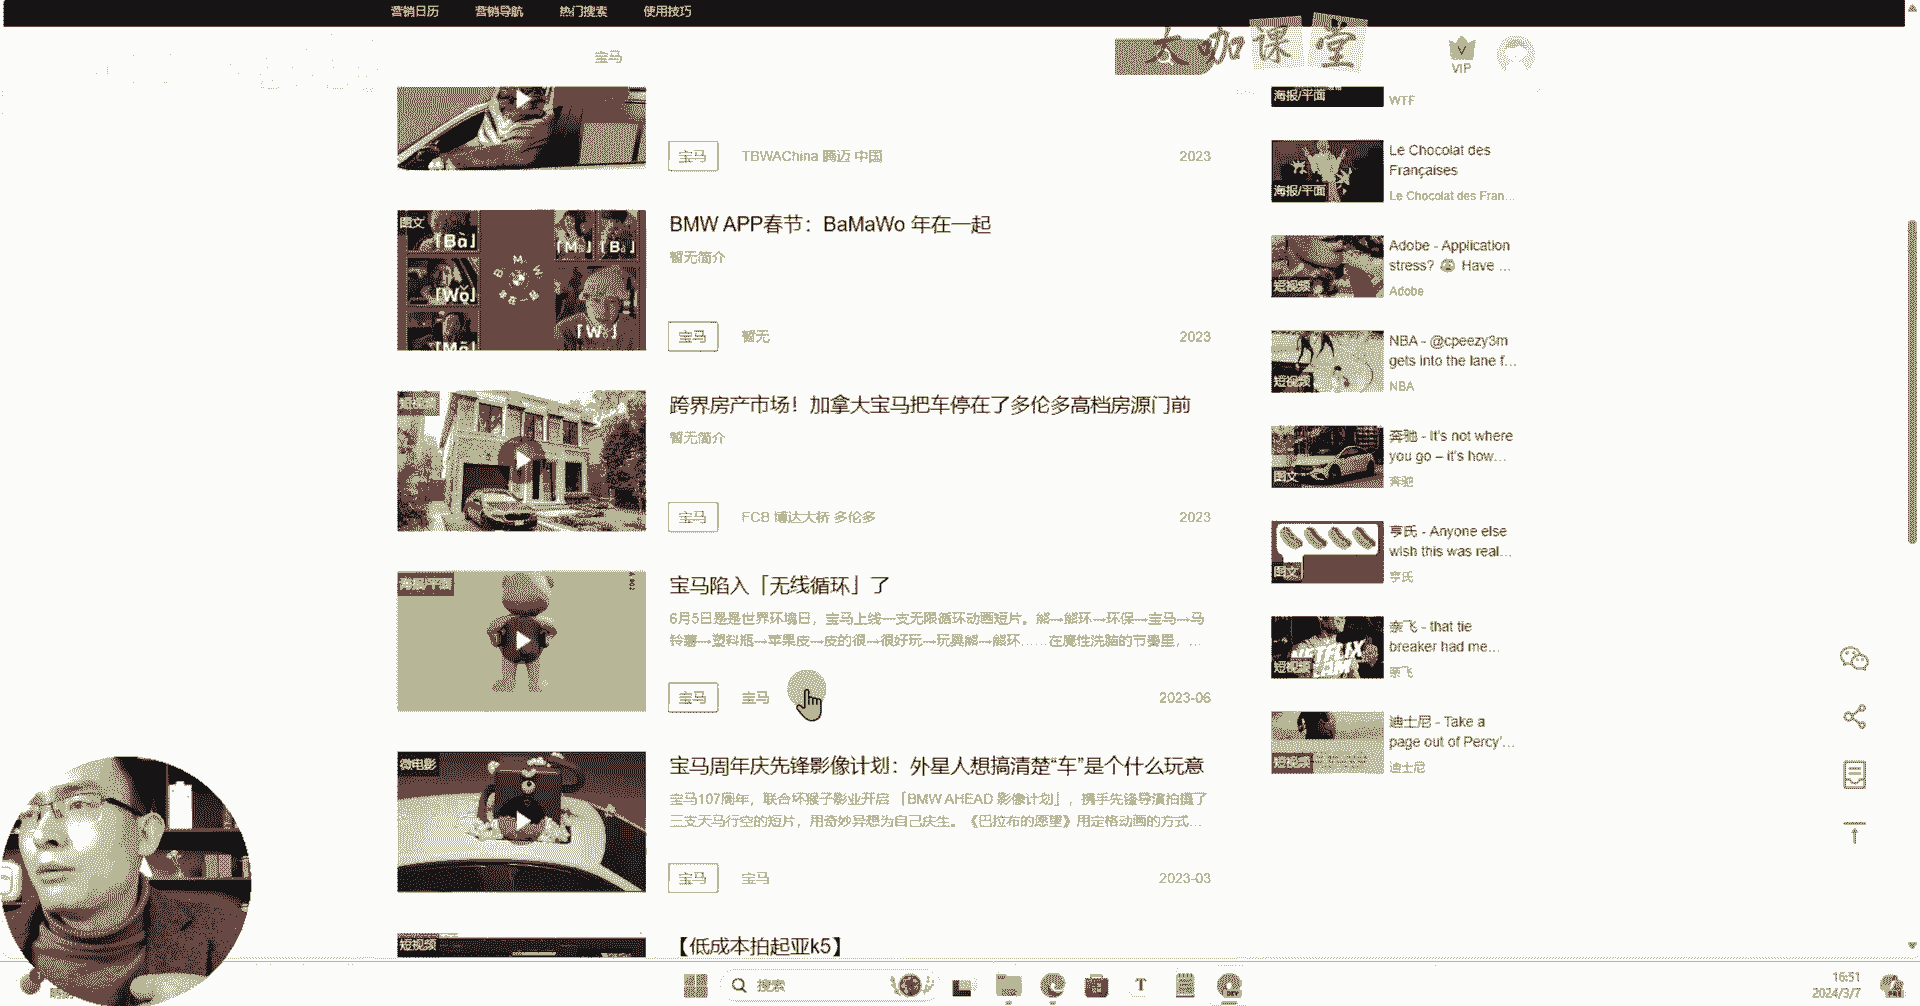 营销日历 营销导航 热门搜索 使用技巧
宝马
大咖课堂
VIP
宝马 TBWAChina 腾迈 中国 2023
图文
「Bà」
「Wǒ」
BMW APP春节：BaMaWo 年在一起
暂无简介
宝马 暂无 2023
跨界房产市场！加拿大宝马把车停在了多伦多高档房源门前
暂无简介
宝马 FCB 博达大桥 多伦多 2023
海报/平面
宝马陷入「无线循环」了
6月5日是是世界环境日，宝马上线一支无限循环动画短片。熊→熊环→环保→宝马→马
铃薯→塑料瓶→苹果皮→皮的很→很好玩→玩具熊→熊环……在魔性洗脑的节奏里，...
宝马 宝马 2023-06
微电影
宝马周年庆先锋影像计划：外星人想搞清楚“车”是个什么玩意
宝马107周年，联合坏猴子影业开启「BMW AHEAD 影像计划」，携手先锋导演拍摄了
三支天马行空的短片，用奇妙异想为自己庆生。《巴拉布的愿望》用定格动画的方式...
宝马 宝马 2023-03
短视频
【低成本拍起亚k5】
海报/平面
WTF
海报/平面
Le Chocolat des
Françaises
Le Chocolat des Fran...
短视频
Adobe - Application
stress? 😩 Have ...
Adobe
短视频
NBA - @cpeezy3m
gets into the lane f...
NBA
图文
奔驰 - It's not where
you go – it's how...
奔驰
图文
亨氏 - Anyone else
wish this was real...
亨氏
短视频
NETFLIX
奈飞 - that tie
breaker had me...
奈飞
短视频
迪士尼 - Take a
page out of Percy'...
迪士尼
搜索
16:51
2024/3/7